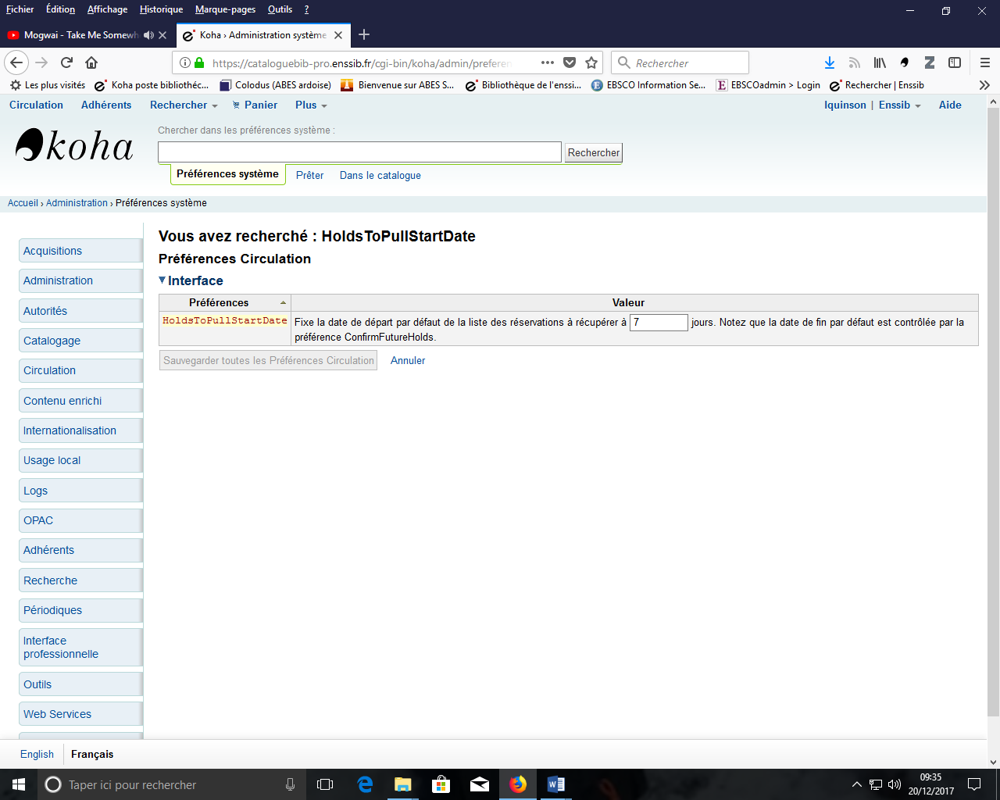 Fichier Édition Affichage Historique Marque-pages Outils ?
Mogwai - Take Me Somewh
Koha › Administration système
https://cataloguebib-pro.enssib.fr/cgi-bin/koha/admin/preferen
Rechercher
Les plus visités Koha poste bibliothéc... Colodus (ABES ardoise) Bienvenue sur ABES S... Bibliothèque de l'enssi... EBSCO Information Se... EBSCOadmin > Login Rechercher | Enssib
Circulation Adhérents Rechercher Panier Plus lquinson | Enssib Aide
koha
Chercher dans les préférences système :
Rechercher
Préférences système Prêter Dans le catalogue
Accueil › Administration › Préférences système
Acquisitions
Administration
Autorités
Catalogage
Circulation
Contenu enrichi
Internationalisation
Usage local
Logs
OPAC
Adhérents
Recherche
Périodiques
Interface
professionnelle
Outils
Web Services
Vous avez recherché : HoldsToPullStartDate
Préférences Circulation
Interface
Préférences Valeur
HoldsToPullStartDate Fixe la date de départ par défaut de la liste des réservations à récupérer à 7 jours. Notez que la date de fin par défaut est contrôlée par la
préférence ConfirmFutureHolds.
Sauvegarder toutes les Préférences Circulation Annuler
English Français
Taper ici pour rechercher
09:35
20/12/2017